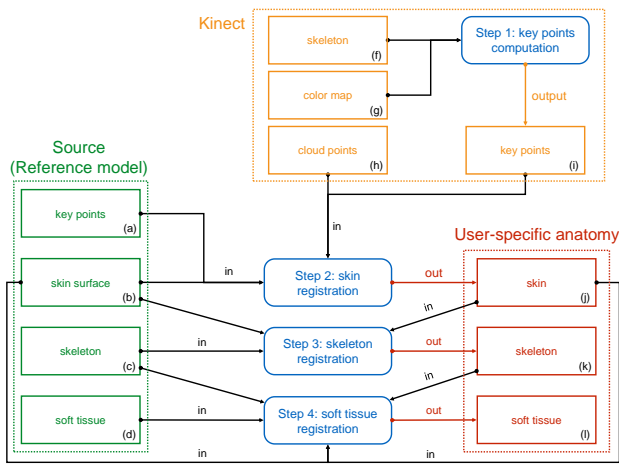 Kinect
skeleton
(f)
Step 1: key points
computation
color map
(g)
output
cloud points
(h)
key points
(i)
Source
(Reference model)
key points
(a)
in
User-specific anatomy
skin surface
(b)
in
Step 2: skin
registration
out
skin
(j)
in
skeleton
(c)
in
Step 3: skeleton
registration
out
skeleton
(k)
in
soft tissue
(d)
in
Step 4: soft tissue
registration
out
soft tissue
(l)
in
in